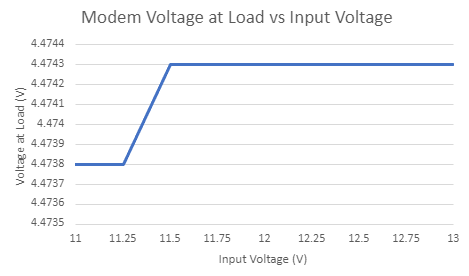 Modem Voltage at Load vs Input Voltage
4.4744
4.4743
4.4742
4.4741
4.474
4.4739
4.4738
4.4737
4.4736
4.4735
Voltage at Load (V)
11 11.25 11.5 11.75 12 12.25 12.5 12.75 13
Input Voltage (V)